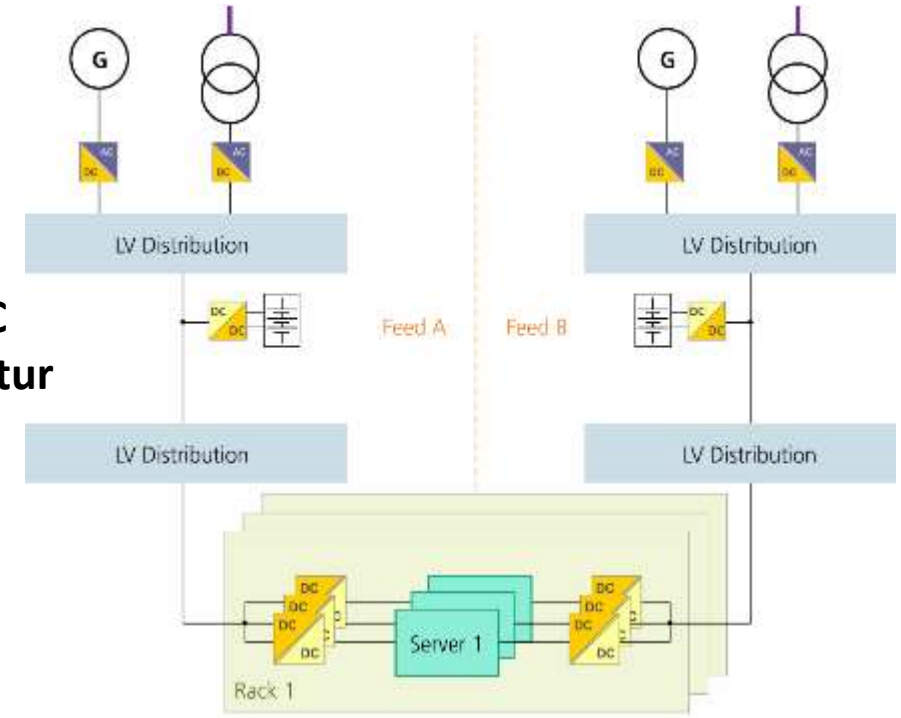 G
G
AC
DC
AC
DC
AC
DC
AC
DC
LV Distribution
LV Distribution
DC
DC
DC
DC
C
tur
Feed A
Feed B
LV Distribution
LV Distribution
DC
DC
DC
DC
DC
DC
DC
DC
Server 1
Rack 1